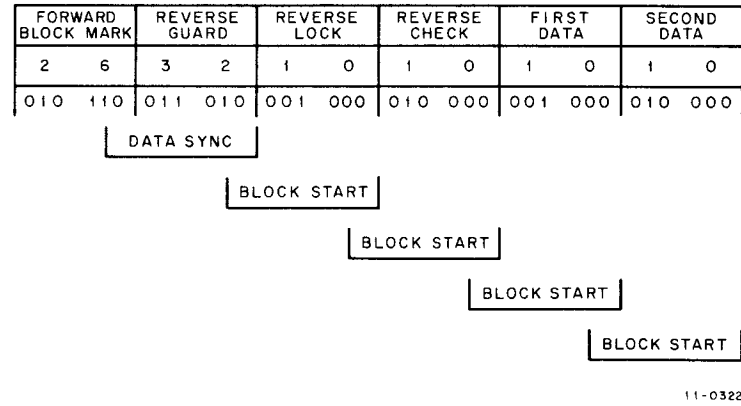 FORWARD BLOCK MARK REVERSE GUARD REVERSE LOCK REVERSE CHECK FIRST DATA SECOND DATA
2 6 3 2 1 0 1 0 1 0 1 0
010 110 011 010 001 000 010 000 001 000 010 000
DATA SYNC
BLOCK START
BLOCK START
BLOCK START
BLOCK START
11-0322